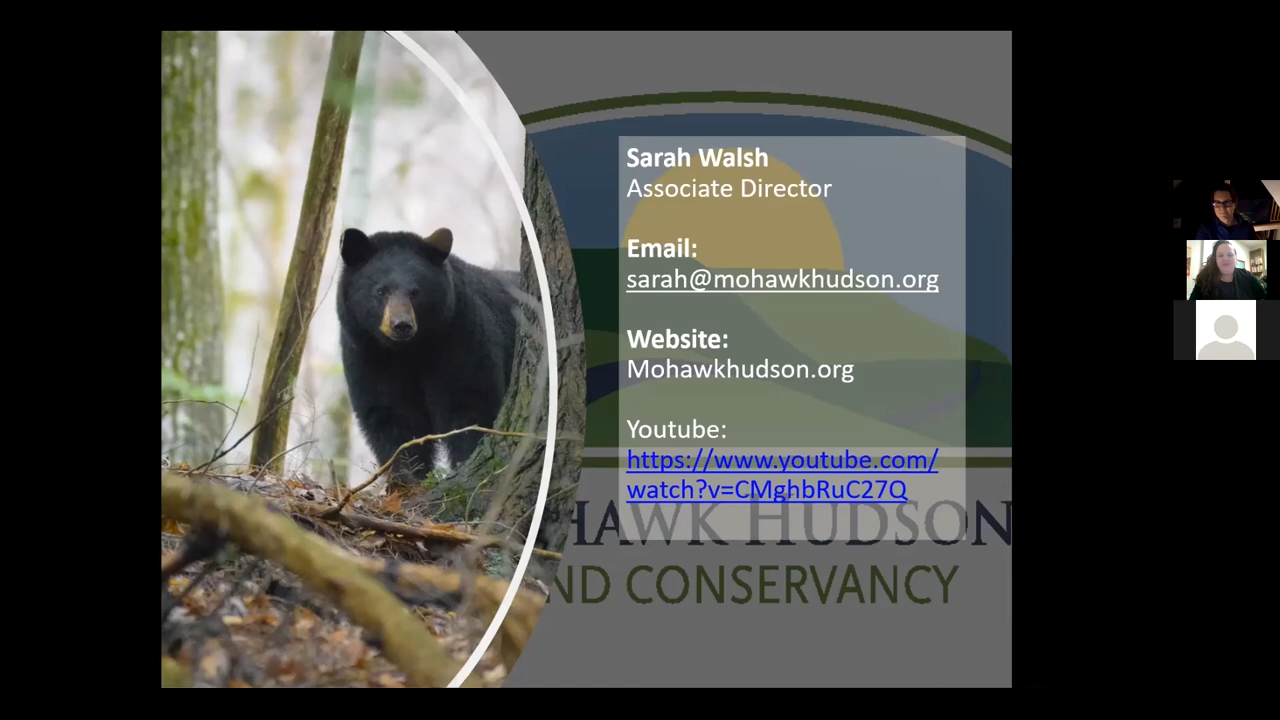 Sarah Walsh
Associate Director
Email:
sarah@mohawkhudson.org
Website:
Mohawkhudson.org
Youtube:
https://www.youtube.com/
watch?v=CMghbRuC27Q
HAWK HUDSON
ND CONSERVANCY